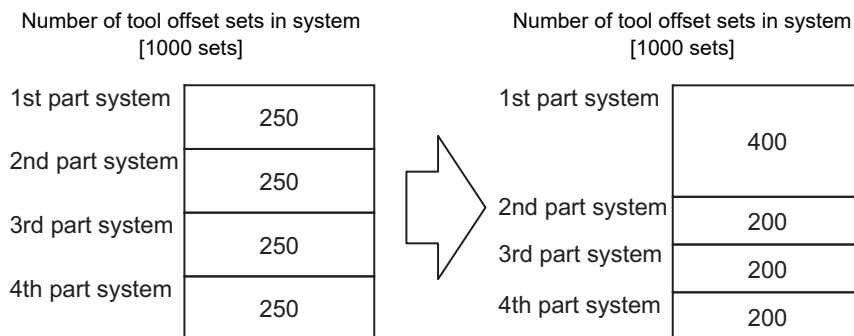 Number of tool offset sets in system
[1000 sets]
1st part system
250
2nd part system
250
3rd part system
250
4th part system
250
Number of tool offset sets in system
[1000 sets]
1st part system
400
2nd part system
200
3rd part system
200
4th part system
200